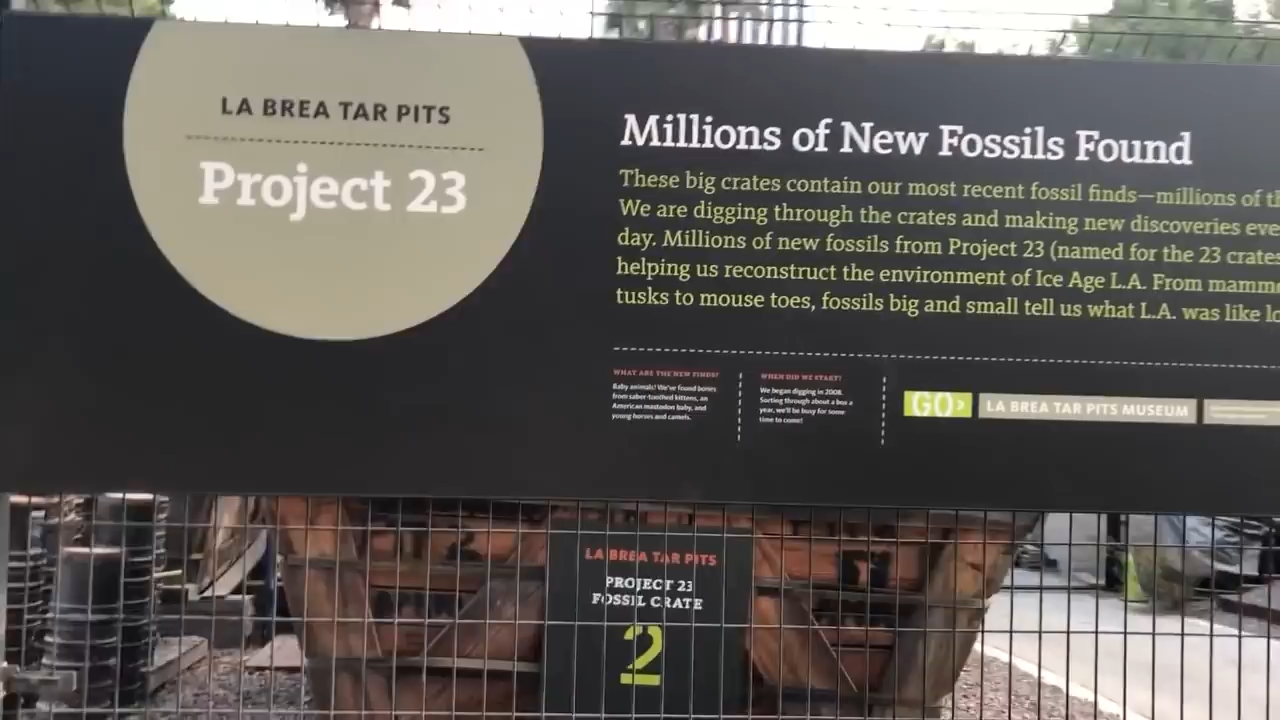 LA BREA TAR PITS
Project 23
Millions of New Fossils Found
These big crates contain our most recent fossil finds—millions of
We are digging through the crates and making new discoveries
day. Millions of new fossils from Project 23 (named for the 23 crates
helping us reconstruct the environment of Ice Age L.A. From
tusks to mouse toes, fossils big and small tell us what L.A. was like
WHAT ARE THE NEW FINDS?
Baby animals! We've found bones
from saber-toothed kittens, an
American mastodon baby, and
young horses and camels.
WHEN DID WE START?
We began digging in 2008.
Sorting through about a box a
year, we'll be busy for some
time to come!
GO>
LA BREA TAR PITS MUSEUM
LA BREA TAR PITS
PROJECT 23
FOSSIL CRATE
2